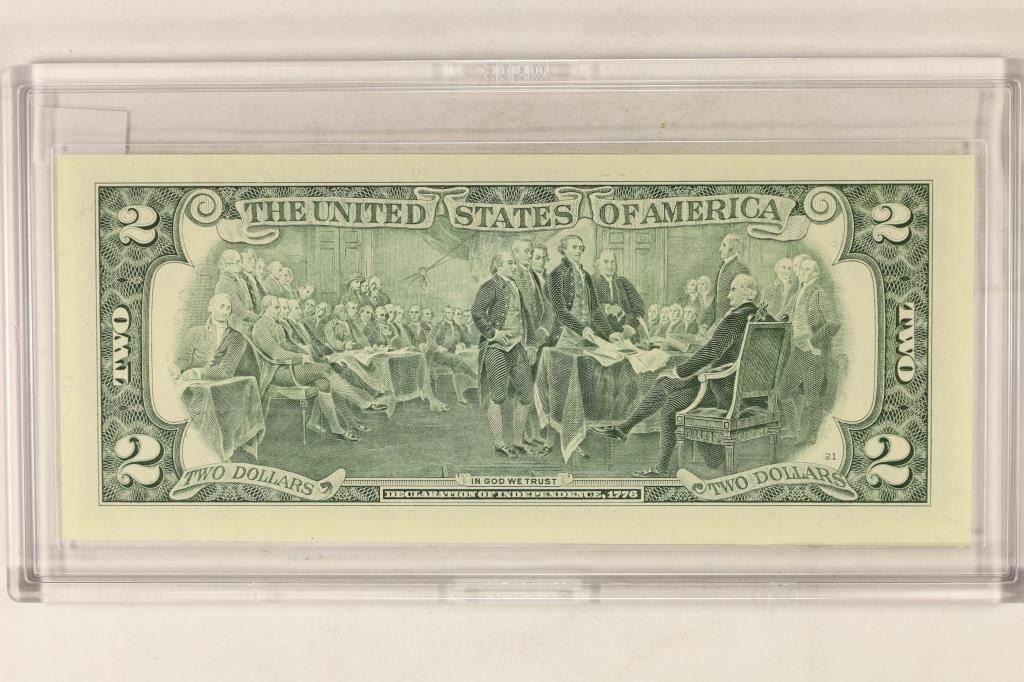 2 THE UNITED STATES OF AMERICA 2
TWO TWO
21
2 TWO DOLLARS IN GOD WE TRUST TWO DOLLARS 2
DECLARATION OF INDEPENDENCE, 1776